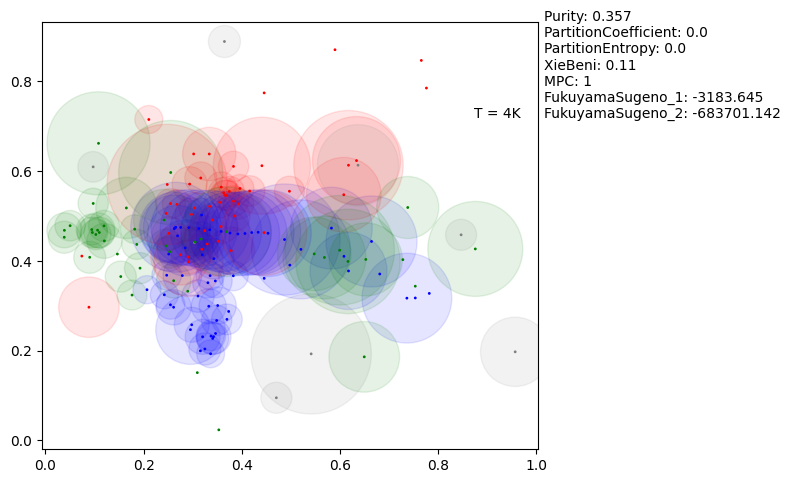 Purity: 0.357
PartitionCoefficient: 0.0
PartitionEntropy: 0.0
XieBeni: 0.11
MPC: 1
FukuyamaSugeno_1: -3183.645
FukuyamaSugeno_2: -683701.142
T = 4K
0.8
0.6
0.4
0.2
0.0
0.0 0.2 0.4 0.6 0.8 1.0